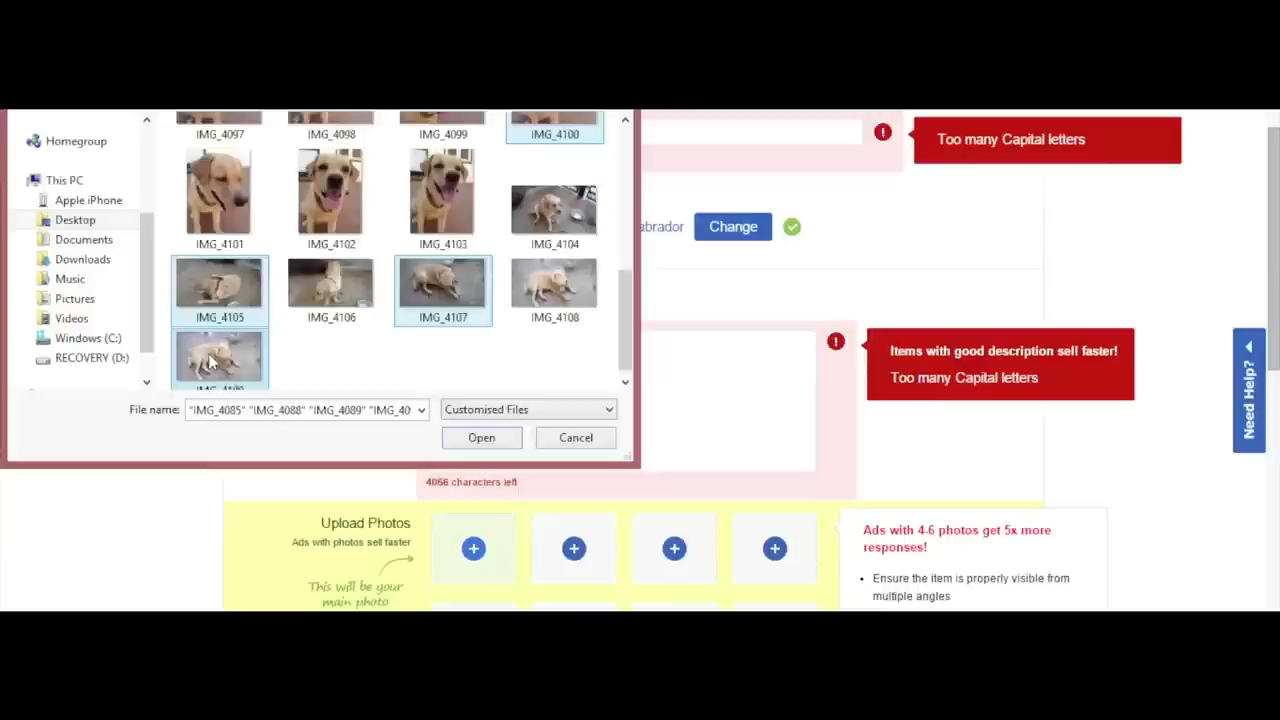 IMG_4097
IMG_4098
IMG_4099
IMG_4100
Homegroup
This PC
Apple iPhone
Desktop
Documents
Downloads
Music
Pictures
Videos
Windows (C:)
RECOVERY (D:)
IMG_4101
IMG_4102
IMG_4103
IMG_4104
IMG_4105
IMG_4106
IMG_4107
IMG_4108
File name:
"IMG_4085" "IMG_4088" "IMG_4089" "IMG_40
Customised Files
Open
Cancel
Too many Capital letters
abrador
Change
Items with good description sell faster!
Too many Capital letters
Need Help?
4066 characters left
Upload Photos
Ads with photos sell faster
This will be your
main photo
Ads with 4-6 photos get 5x more
responses!
Ensure the item is properly visible from
multiple angles